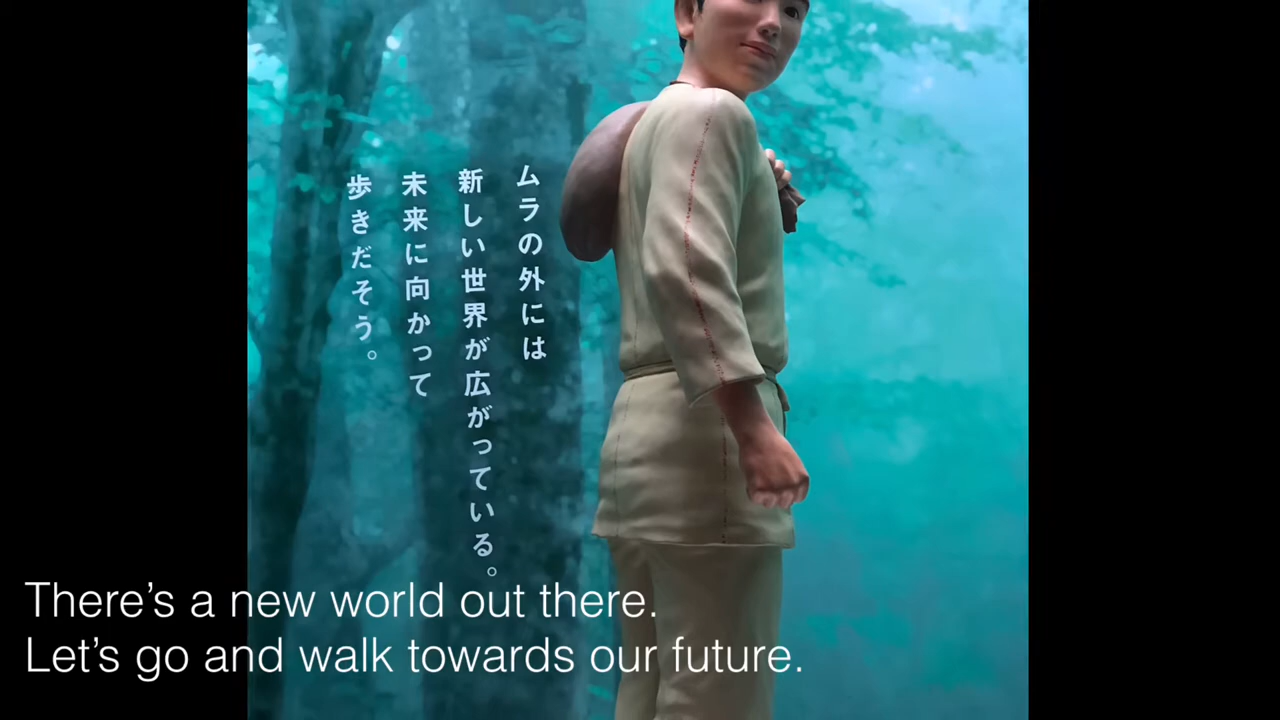 ムラの外には
新しい世界が広がっている。
未来に向かって
歩きだそう。
There's a new world out there.
Let's go and walk towards our future.